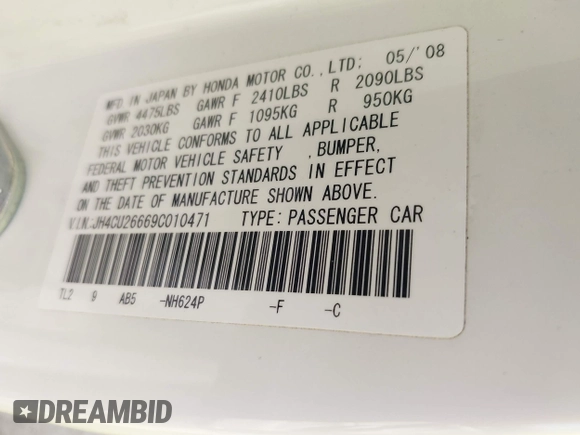 MFD. IN JAPAN BY HONDA MOTOR CO.,LTD: 05/'08
GVWR 4475LBS GAWR F 2410LBS R 2090LBS
GVWR 2030KG GAWR F 1095KG R 950KG
THIS VEHICLE CONFORMS TO ALL APPLICABLE
FEDERAL MOTOR VEHICLE SAFETY , BUMPER,
AND THEFT PREVENTION STANDARDS IN EFFECT
ON THE DATE OF MANUFACTURE SHOWN ABOVE.
V.I.N:JH4CU26669C010471 TYPE: PASSENGER CAR
TL2 9 AB5 -NH624P -F -C
DREAMBID